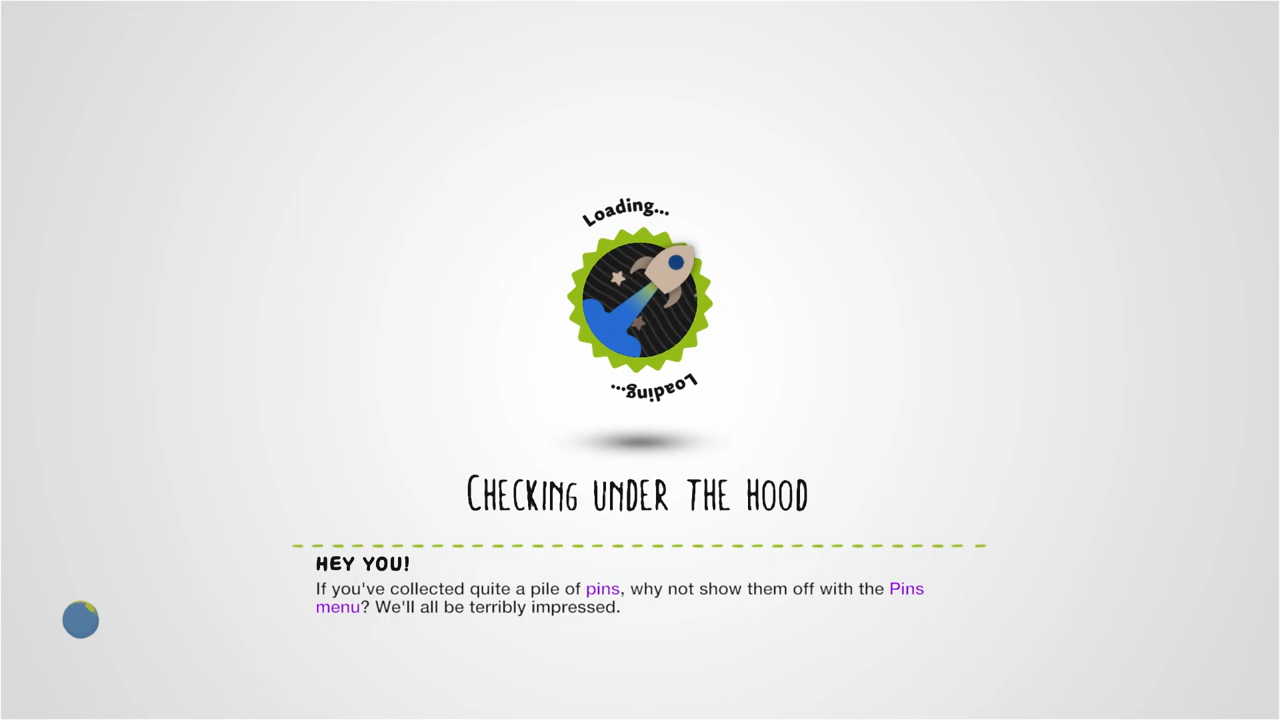 Loading...
Loading...
CHECKING UNDER THE HOOD
HEY YOU!
If you've collected quite a pile of pins, why not show them off with the Pins
menu? We'll all be terribly impressed.